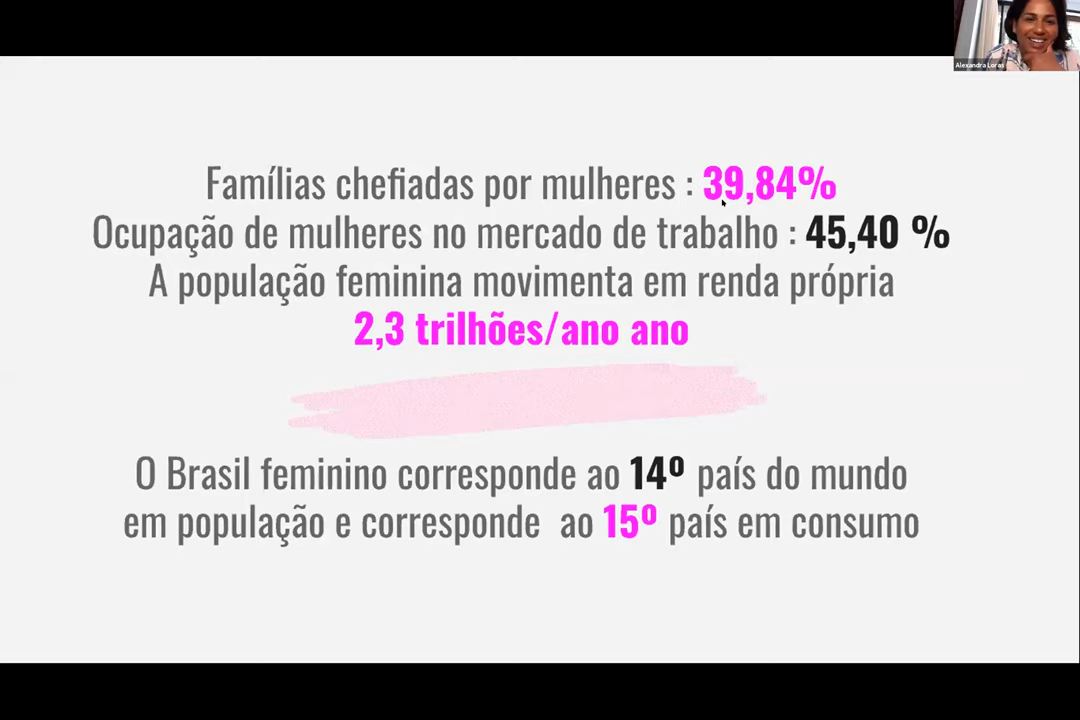 Alexandra Loras
Famílias chefiadas por mulheres : 39,84%
Ocupação de mulheres no mercado de trabalho : 45,40 %
A população feminina movimenta em renda própria
2,3 trilhões/ano ano
O Brasil feminino corresponde ao 14º país do mundo
em população e corresponde  ao 15º país em consumo